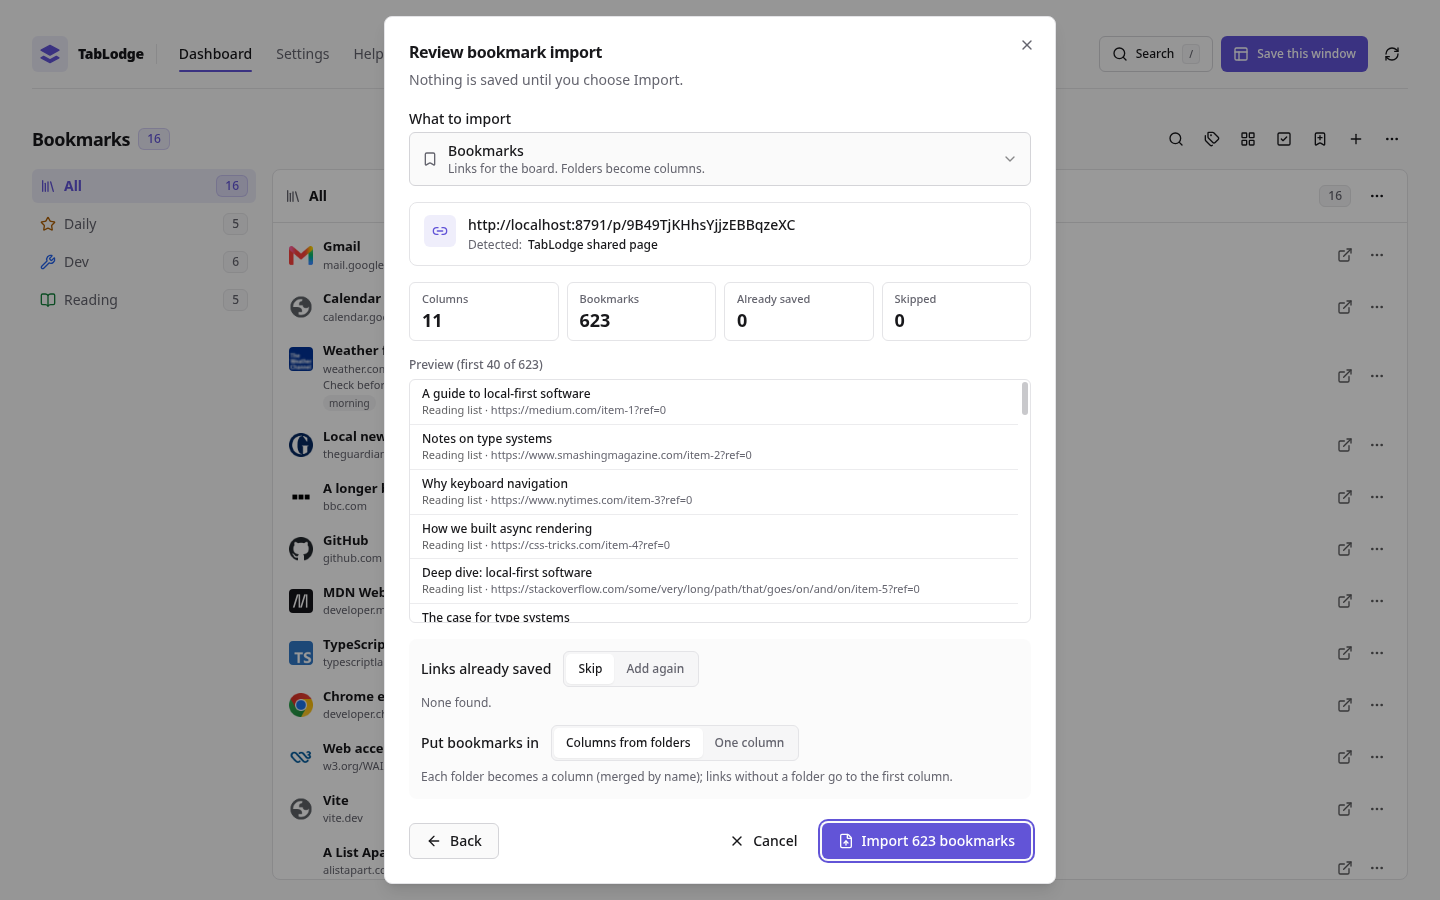 TabLodge
Dashboard
Settings
Help
Search
/
Save this window
Bookmarks
16
All
16
Daily
5
Dev
6
Reading
5
All
16
Gmail
mail.google
Calendar
calendar.go
Weather
weather.com
Check befor
morning
Local new
theguardian
A longer
bbc.com
GitHub
github.com
MDN Web
developer.m
TypeScrip
typescriptla
Chrome e
developer.ch
Web acce
w3.org/WAI
Vite
vite.dev
A List Apa
alistapart.c
Review bookmark import
Nothing is saved until you choose Import.
What to import
Bookmarks
Links for the board. Folders become columns.
http://localhost:8791/p/9B49TjKHhsYjjzEBBqzeXC
Detected: TabLodge shared page
Columns
11
Bookmarks
623
Already saved
0
Skipped
0
Preview (first 40 of 623)
A guide to local-first software
Reading list · https://medium.com/item-1?ref=0
Notes on type systems
Reading list · https://www.smashingmagazine.com/item-2?ref=0
Why keyboard navigation
Reading list · https://www.nytimes.com/item-3?ref=0
How we built async rendering
Reading list · https://css-tricks.com/item-4?ref=0
Deep dive: local-first software
Reading list · https://stackoverflow.com/some/very/long/path/that/goes/on/and/on/item-5?ref=0
The case for type systems
Links already saved
Skip
Add again
None found.
Put bookmarks in
Columns from folders
One column
Each folder becomes a column (merged by name); links without a folder go to the first column.
Back
Cancel
Import 623 bookmarks